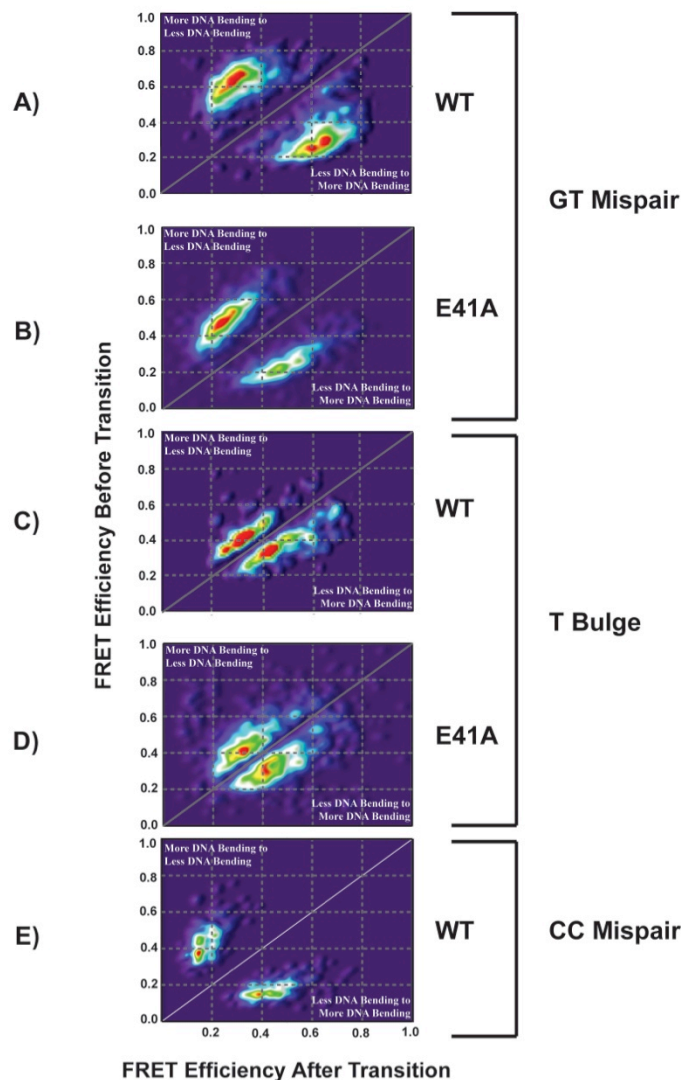 A)
More DNA Bending to
Less DNA Bending
1.0
0.8
0.6
0.4
0.2
0.0
Less DNA Bending to
More DNA Bending
WT
GT Mispair
B)
More DNA Bending to
Less DNA Bending
1.0
0.8
0.6
0.4
0.2
0.0
Less DNA Bending to
More DNA Bending
E41A
FRET Efficiency Before Transition
C)
More DNA Bending to
Less DNA Bending
1.0
0.8
0.6
0.4
0.2
0.0
Less DNA Bending to
More DNA Bending
WT
T Bulge
D)
More DNA Bending to
Less DNA Bending
1.0
0.8
0.6
0.4
0.2
0.0
Less DNA Bending to
More DNA Bending
E41A
E)
More DNA Bending to
Less DNA Bending
1.0
0.8
0.6
0.4
0.2
0.0
Less DNA Bending to
More DNA Bending
WT
CC Mispair
0.2 0.4 0.6 0.8 1.0
FRET Efficiency After Transition